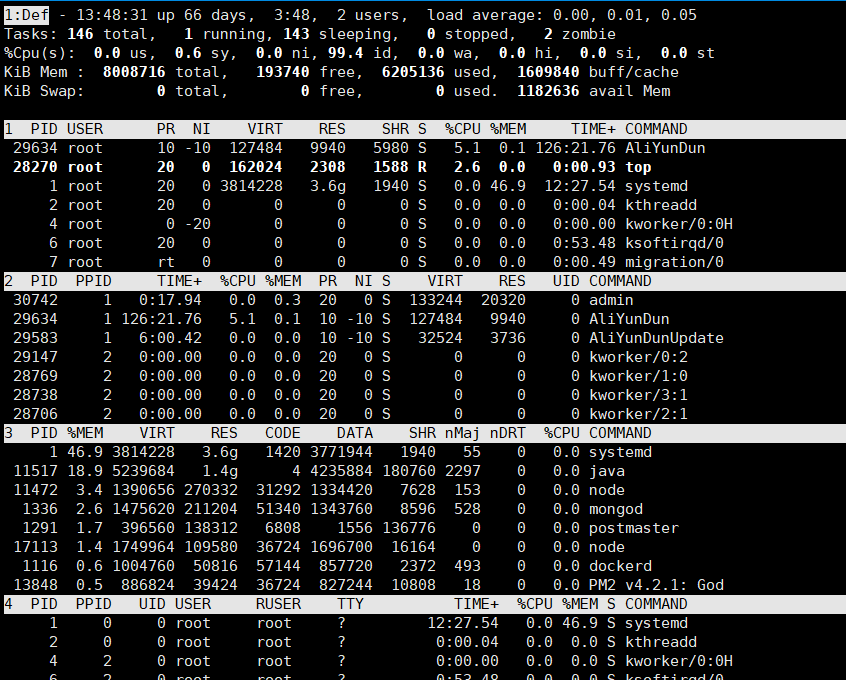 1:Def - 13:48:31 up 66 days,  3:48,  2 users,  load average: 0.00, 0.01, 0.05
Tasks: 146 total,   1 running, 143 sleeping,   0 stopped,   2 zombie
%Cpu(s):  0.0 us,  0.6 sy,  0.0 ni, 99.4 id,  0.0 wa,  0.0 hi,  0.0 si,  0.0 st
KiB Mem :  8008716 total,   193740 free,  6205136 used,  1609840 buff/cache
KiB Swap:        0 total,        0 free,        0 used.  1182636 avail Mem
1  PID USER      PR  NI    VIRT    RES    SHR S  %CPU %MEM     TIME+ COMMAND
29634 root      10 -10  127484   9940   5980 S   5.1  0.1 126:21.76 AliYunDun
28270 root      20   0  162024   2308   1588 R   2.6  0.0   0:00.93 top
1 root      20   0 3814228   3.6g   1940 S   0.0 46.9  12:27.54 systemd
2 root      20   0       0      0      0 S   0.0  0.0   0:00.04 kthreadd
4 root       0 -20       0      0      0 S   0.0  0.0   0:00.00 kworker/0:0H
6 root      20   0       0      0      0 S   0.0  0.0   0:53.48 ksoftirqd/0
7 root      rt   0       0      0      0 S   0.0  0.0   0:00.49 migration/0
2  PID  PPID     TIME+  %CPU %MEM  PR  NI S    VIRT    RES   UID COMMAND
30742     1   0:17.94   0.0  0.3  20   0 S  133244  20320     0 admin
29634     1 126:21.76   5.1  0.1  10 -10 S  127484   9940     0 AliYunDun
29583     1   6:00.42   0.0  0.0  10 -10 S   32524   3736     0 AliYunDunUpdate
29147     2   0:00.00   0.0  0.0  20   0 S       0      0     0 kworker/0:2
28769     2   0:00.00   0.0  0.0  20   0 S       0      0     0 kworker/1:0
28738     2   0:00.00   0.0  0.0  20   0 S       0      0     0 kworker/3:1
28706     2   0:00.00   0.0  0.0  20   0 S       0      0     0 kworker/2:1
3  PID %MEM    VIRT    RES   CODE    DATA    SHR nMaj nDRT  %CPU COMMAND
1 46.9 3814228   3.6g   1420 3771944   1940   55    0   0.0 systemd
11517 18.9 5239684   1.4g      4 4235884 180760 2297    0   0.0 java
11472  3.4 1390656 270332  31292 1334420   7628  153    0   0.0 node
1336  2.6 1475620 211204  51340 1343760   8596  528    0   0.0 mongod
1291  1.7  396560 138312   6808    1556 136776    0    0   0.0 postmaster
17113  1.4 1749964 109580  36724 1696700  16164    0    0   0.0 node
1116  0.6 1004760  50816  57144  857720   2372  493    0   0.0 dockerd
13848  0.5  886824  39424  36724  827244  10808   18    0   0.0 PM2 v4.2.1: God
4  PID  PPID   UID USER     RUSER    TTY          TIME+  %CPU %MEM S COMMAND
1     0     0 root     root     ?         12:27.54   0.0 46.9 S systemd
2     0     0 root     root     ?          0:00.04   0.0  0.0 S kthreadd
4     2     0 root     root     ?          0:00.00   0.0  0.0 S kworker/0:0H
6     2     0 root     root     ?          0:53.48   0.0  0.0 S ksoftirqd/0